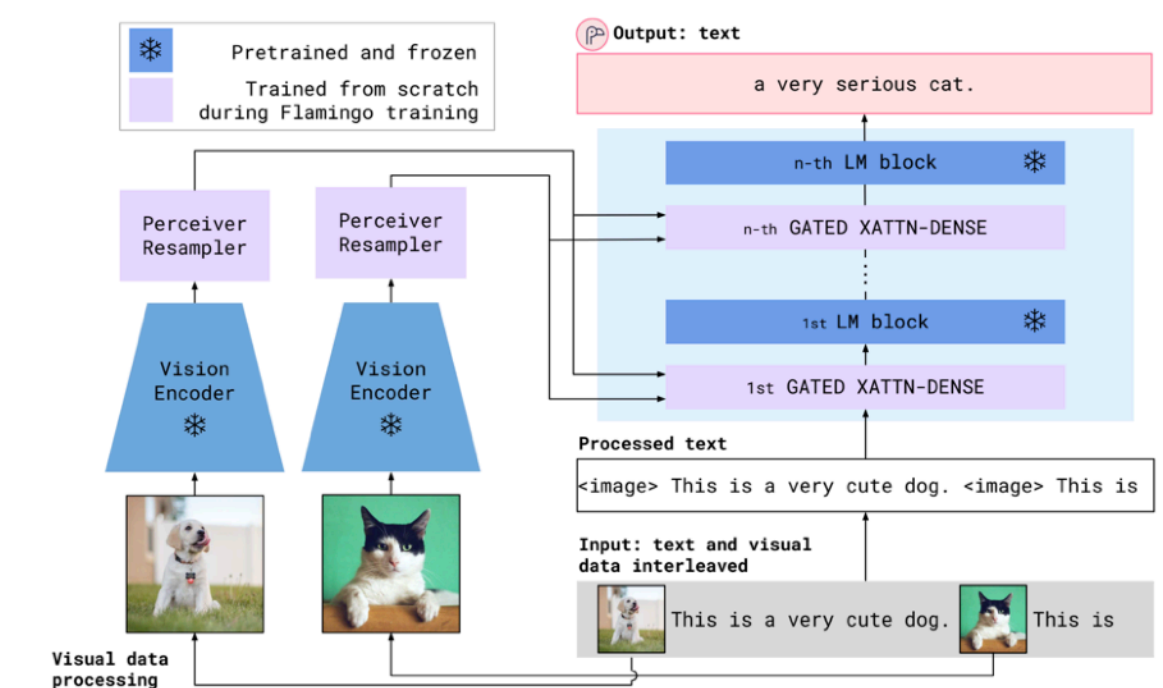 Pretrained and frozen
Trained from scratch
during Flamingo training
Output: text
a very serious cat.
n-th LM block
n-th GATED XATTN-DENSE
1st LM block
1st GATED XATTN-DENSE
Perceiver
Resampler
Perceiver
Resampler
Vision
Encoder
Vision
Encoder
Processed text
<image> This is a very cute dog. <image> This is
Input: text and visual
data interleaved
This is a very cute dog.
This is
Visual data
processing